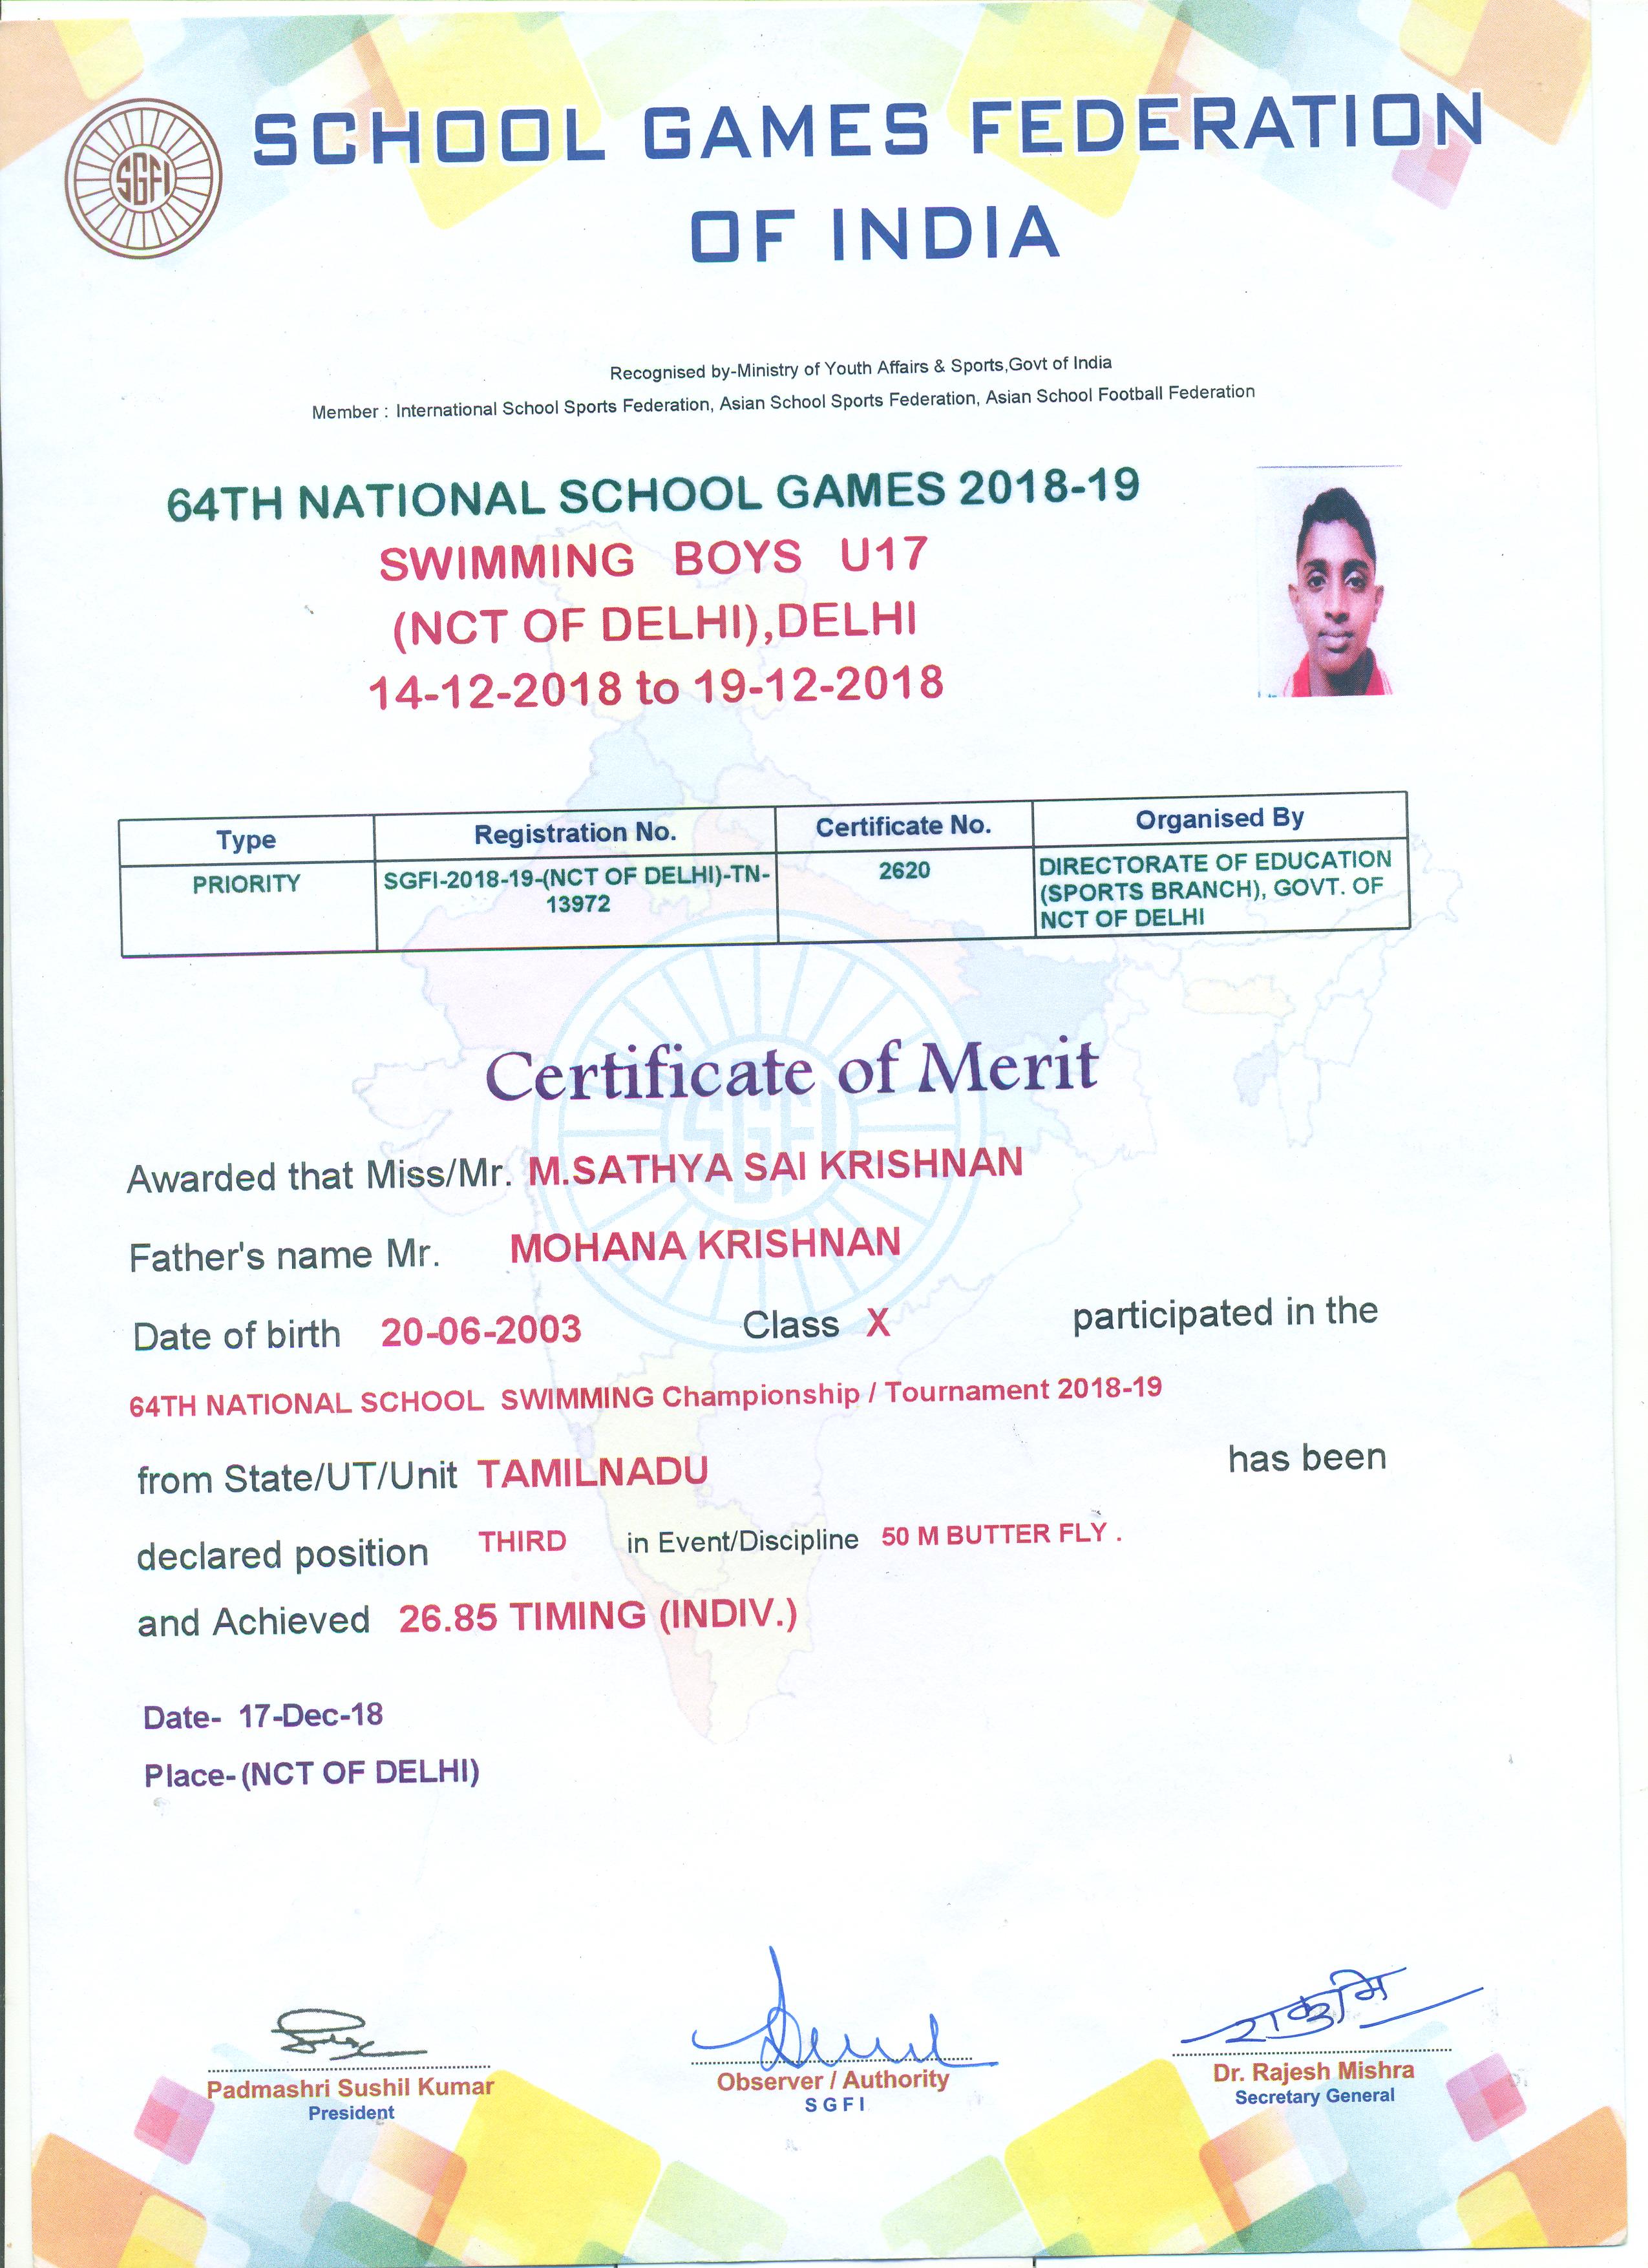 SGFI
SCHOOL GAMES FEDERATION
OF INDIA
Recognised by-Ministry of Youth Affairs & Sports,Govt of India
Member : International School Sports Federation, Asian School Sports Federation, Asian School Football Federation
64TH NATIONAL SCHOOL GAMES 2018-19
SWIMMING BOYS U17
(NCT OF DELHI),DELHI
14-12-2018 to 19-12-2018
Type Registration No. Certificate No. Organised By
PRIORITY SGFI-2018-19-(NCT OF DELHI)-TN- 2620 DIRECTORATE OF EDUCATION
13972 (SPORTS BRANCH), GOVT. OF
NCT OF DELHI
Certificate of Merit
SGFI
Awarded that Miss/Mr. M.SATHYA SAI KRISHNAN
Father's name Mr. MOHANA KRISHNAN
Date of birth 20-06-2003 Class X participated in the
64TH NATIONAL SCHOOL SWIMMING Championship / Tournament 2018-19
from State/UT/Unit TAMILNADU has been
declared position THIRD in Event/Discipline 50 M BUTTER FLY .
and Achieved 26.85 TIMING (INDIV.)
Date- 17-Dec-18
Place-(NCT OF DELHI)
Padmashri Sushil Kumar Observer / Authority Dr. Rajesh Mishra
President SGFI Secretary General